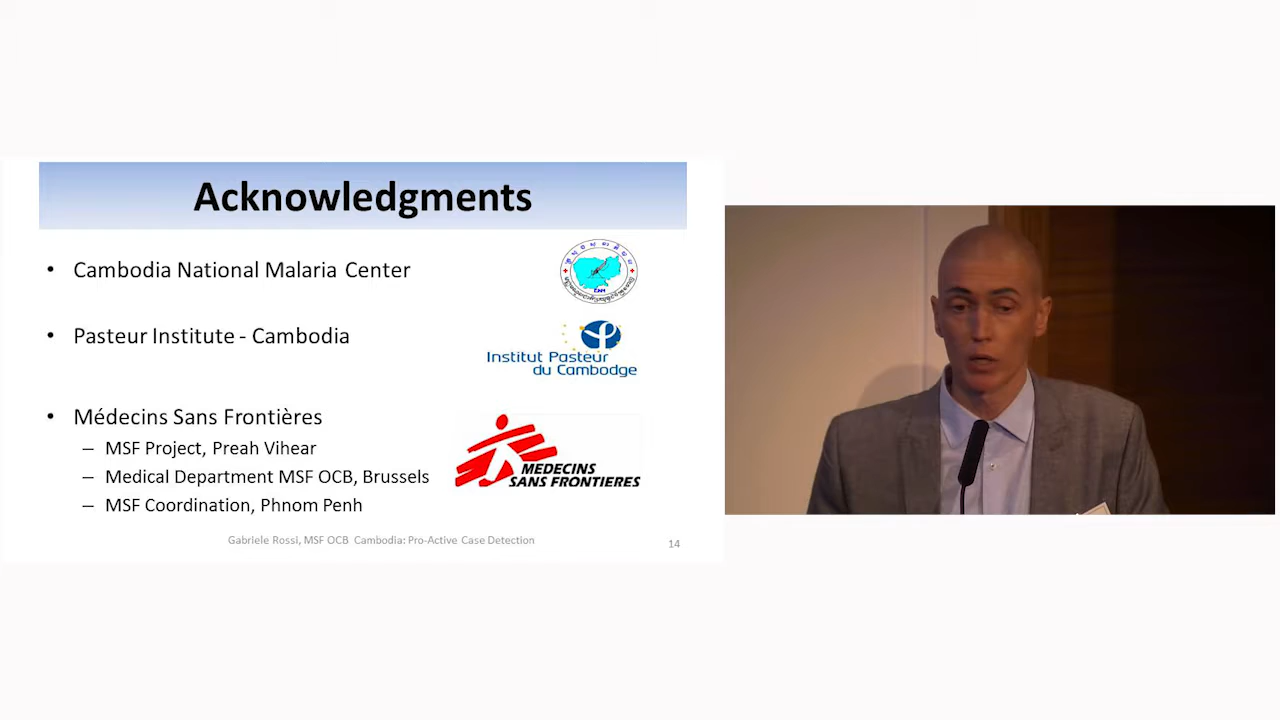 Acknowledgments
• Cambodia National Malaria Center
• Pasteur Institute - Cambodia
Institut Pasteur
du Cambodge
• Médecins Sans Frontières
– MSF Project, Preah Vihear
– Medical Department MSF OCB, Brussels
– MSF Coordination, Phnom Penh
MEDECINS
SANS FRONTIERES
Gabriele Rossi, MSF OCB Cambodia: Pro-Active Case Detection
14